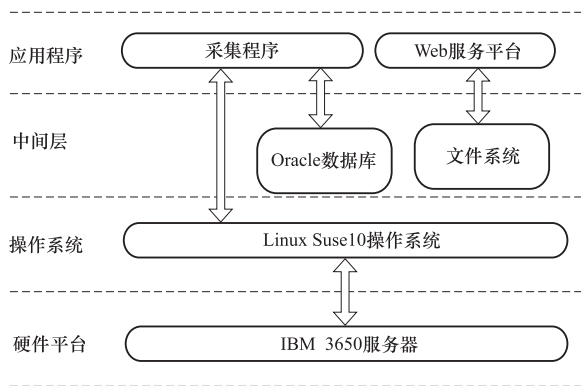 应用程序
采集程序
Web服务平台
中间层
Oracle数据库
文件系统
操作系统
Linux Suse10操作系统
硬件平台
IBM 3650服务器